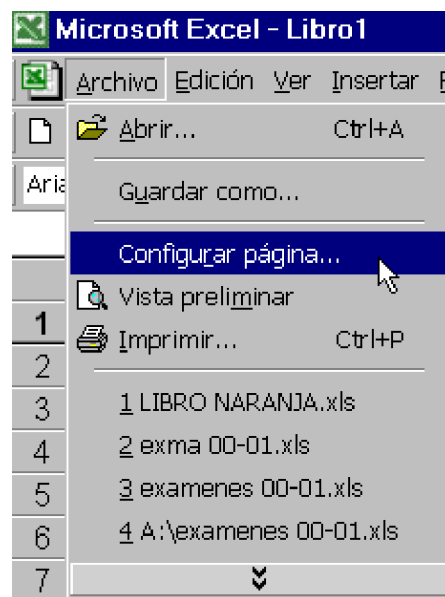 Microsoft Excel - Libro1
Archivo Edición Ver Insertar
Abrir... Ctrl+A
Guardar como...
Configurar página...
Vista preliminar
Imprimir... Ctrl+P
1 LIBRO NARANJA.xls
2 exma 00-01.xls
3 examenes 00-01.xls
4 A:\examenes 00-01.xls
1
2
3
4
5
6
7